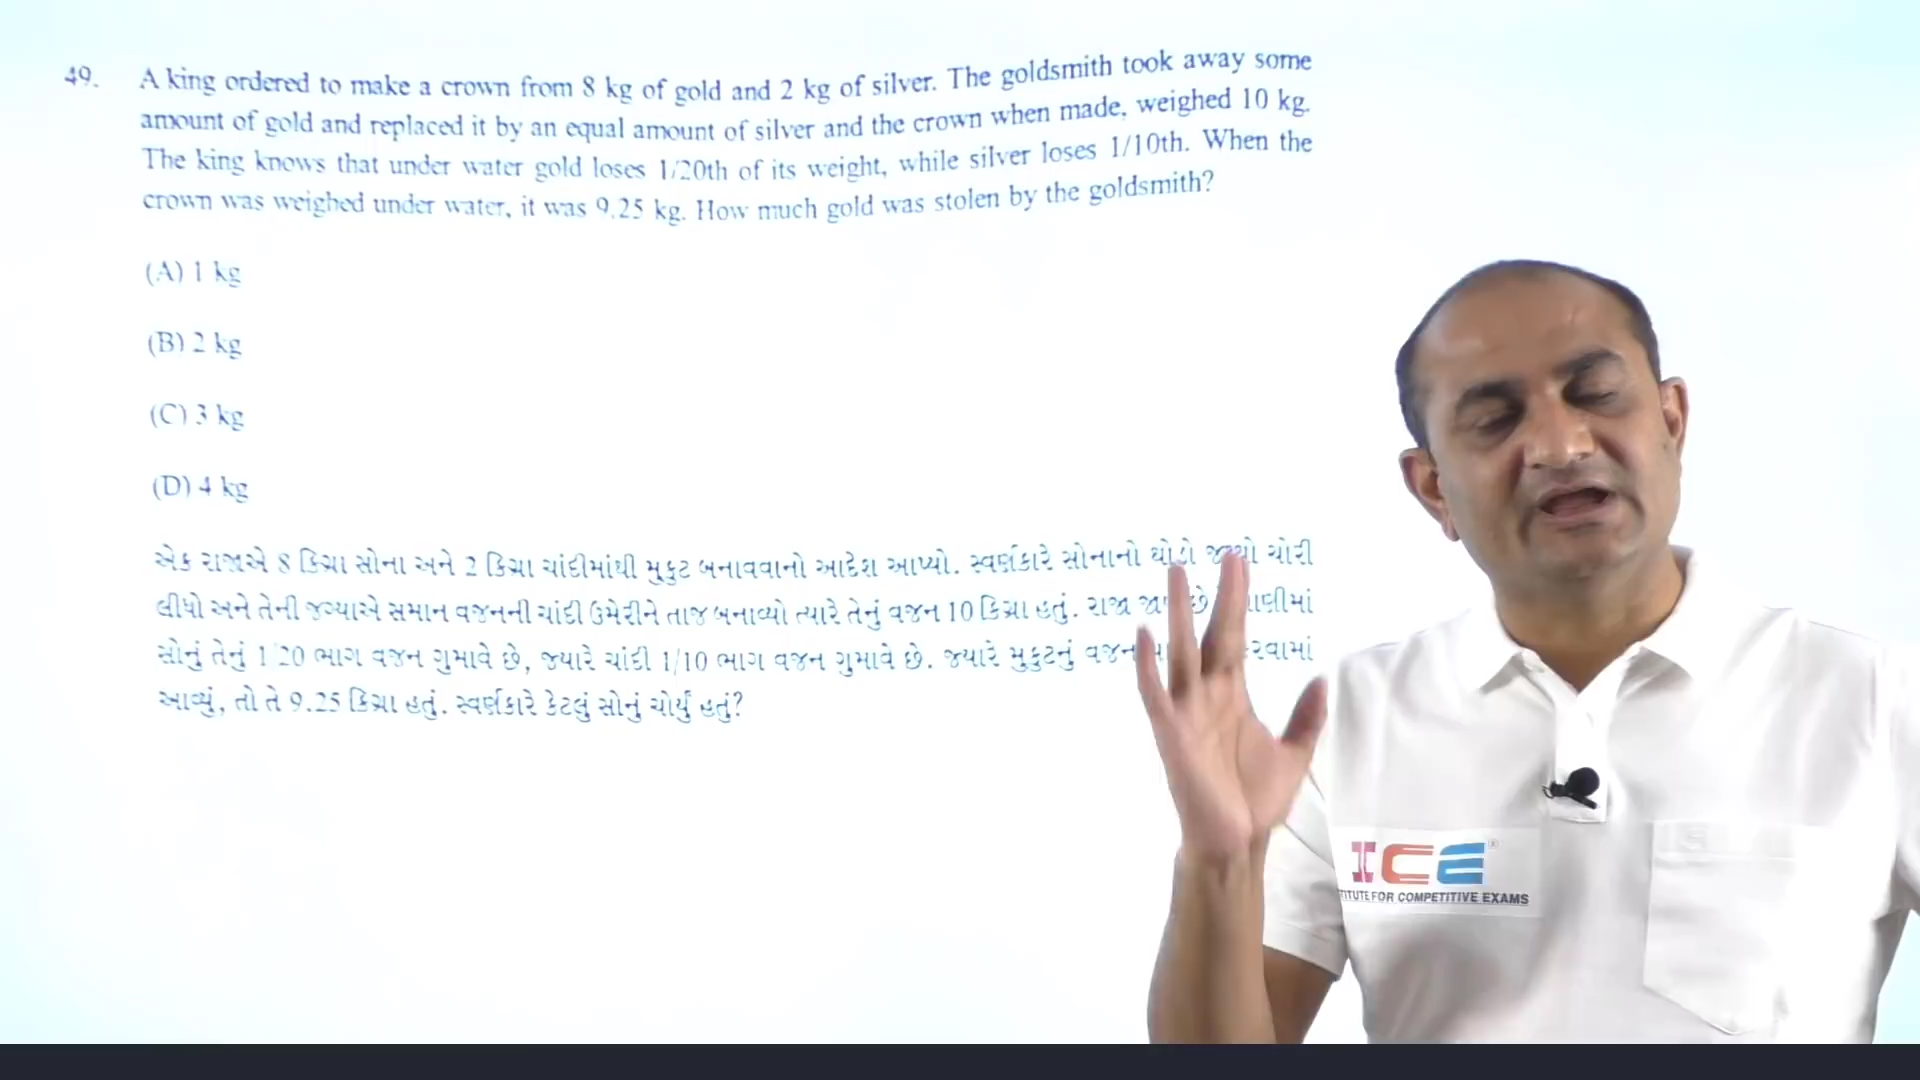 49. A king ordered to make a crown from 8 kg of gold and 2 kg of silver. The goldsmith took away some
amount of gold and replaced it by an equal amount of silver and the crown when made, weighed 10 kg.
The king knows that under water gold loses 1/20th of its weight, while silver loses 1/10th. When the
crown was weighed under water, it was 9.25 kg. How much gold was stolen by the goldsmith?
(A) 1 kg
(B) 2 kg
(C) 3 kg
(D) 4 kg
એક રાજાએ 8 કિગ્રા સોના અને 2 કિગ્રા ચાંદીમાંથી મુકુટ બનાવવાનો આદેશ આપ્યો. સ્વર્ણકારે સોનાનો થોડો ચોરી
લીધો અને તેની જગ્યાએ સમાન વજનની ચાંદી ઉમેરીને તાજ બનાવ્યો ત્યારે તેનું વજન 10 કિગ્રા હતું. રાજા છે
સોનું તેનું 1/20 ભાગ વજન ગુમાવે છે, જ્યારે ચાંદી 1/10 ભાગ વજન ગુમાવે છે. જ્યારે મુકુટનું વજન
આવ્યું, તો તે 9.25 કિગ્રા હતું. સ્વર્ણકારે કેટલું સોનું ચોર્યું હતું?
ICE®
FOR COMPETITIVE EXAMS